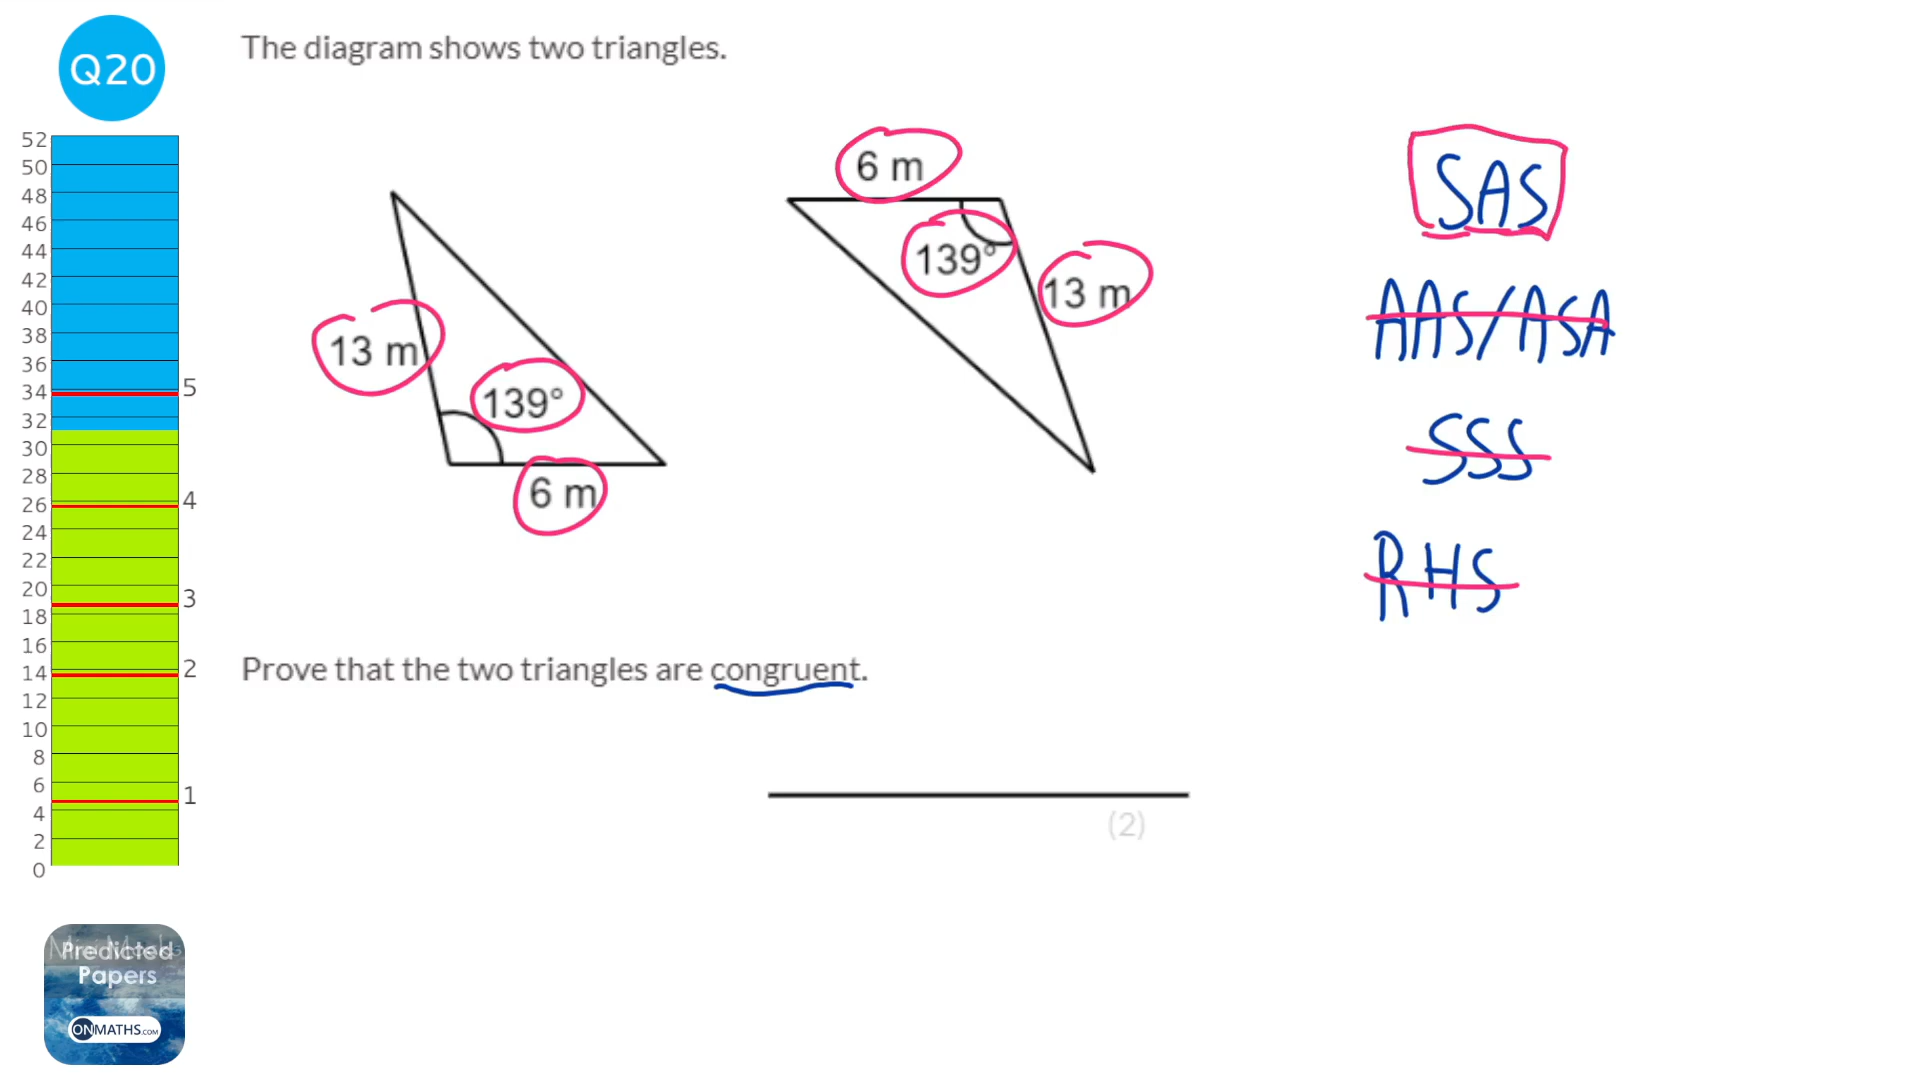 Q20
The diagram shows two triangles.
52
50
48
46
44
42
40
38
36
34
32
30
28
26
24
22
20
18
16
14
12
10
8
6
4
2
0
5
4
3
2
1
13 m
139°
6 m
6 m
139°
13 m
SAS
AAS/ASA
SSS
RHS
Prove that the two triangles are congruent.
(2)
Predicted
Papers
ONMATHS.COM